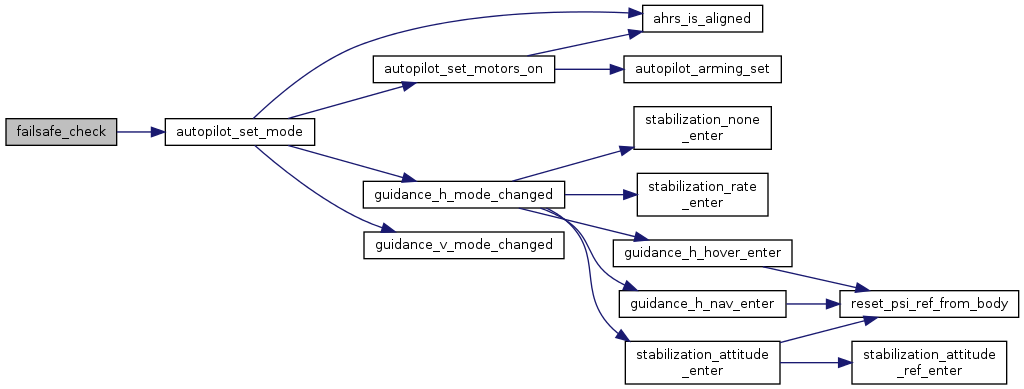 failsafe_check
autopilot_set_mode
ahrs_is_aligned
autopilot_set_motors_on
autopilot_arming_set
guidance_h_mode_changed
guidance_v_mode_changed
stabilization_none
_enter
stabilization_rate
_enter
guidance_h_hover_enter
guidance_h_nav_enter
stabilization_attitude
_enter
reset_psi_ref_from_body
stabilization_attitude
_ref_enter